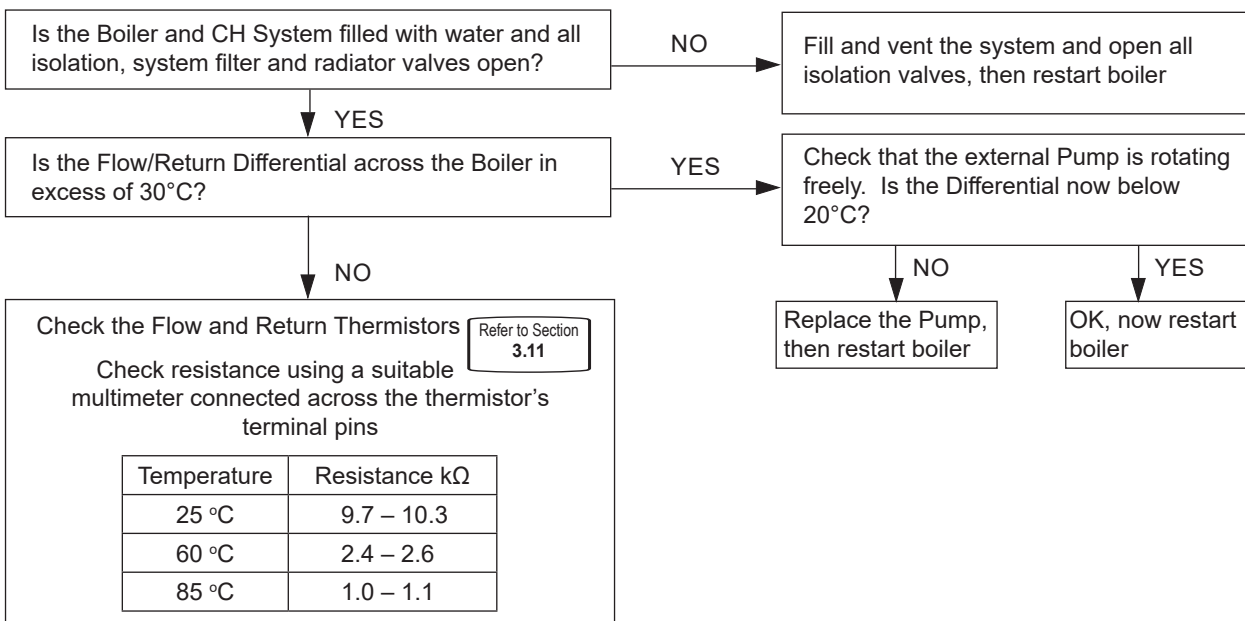 Is the Boiler and CH System filled with water and all
isolation, system filter and radiator valves open?
NO
Fill and vent the system and open all
isolation valves, then restart boiler
YES
Is the Flow/Return Differential across the Boiler in
excess of 30°C?
YES
Check that the external Pump is rotating
freely. Is the Differential now below
20°C?
NO
YES
Replace the Pump,
then restart boiler
OK, now restart
boiler
NO
Check the Flow and Return Thermistors
Refer to Section
3.11
Check resistance using a suitable
multimeter connected across the thermistor’s
terminal pins
Temperature Resistance kΩ
25 °C 9.7 – 10.3
60 °C 2.4 – 2.6
85 °C 1.0 – 1.1